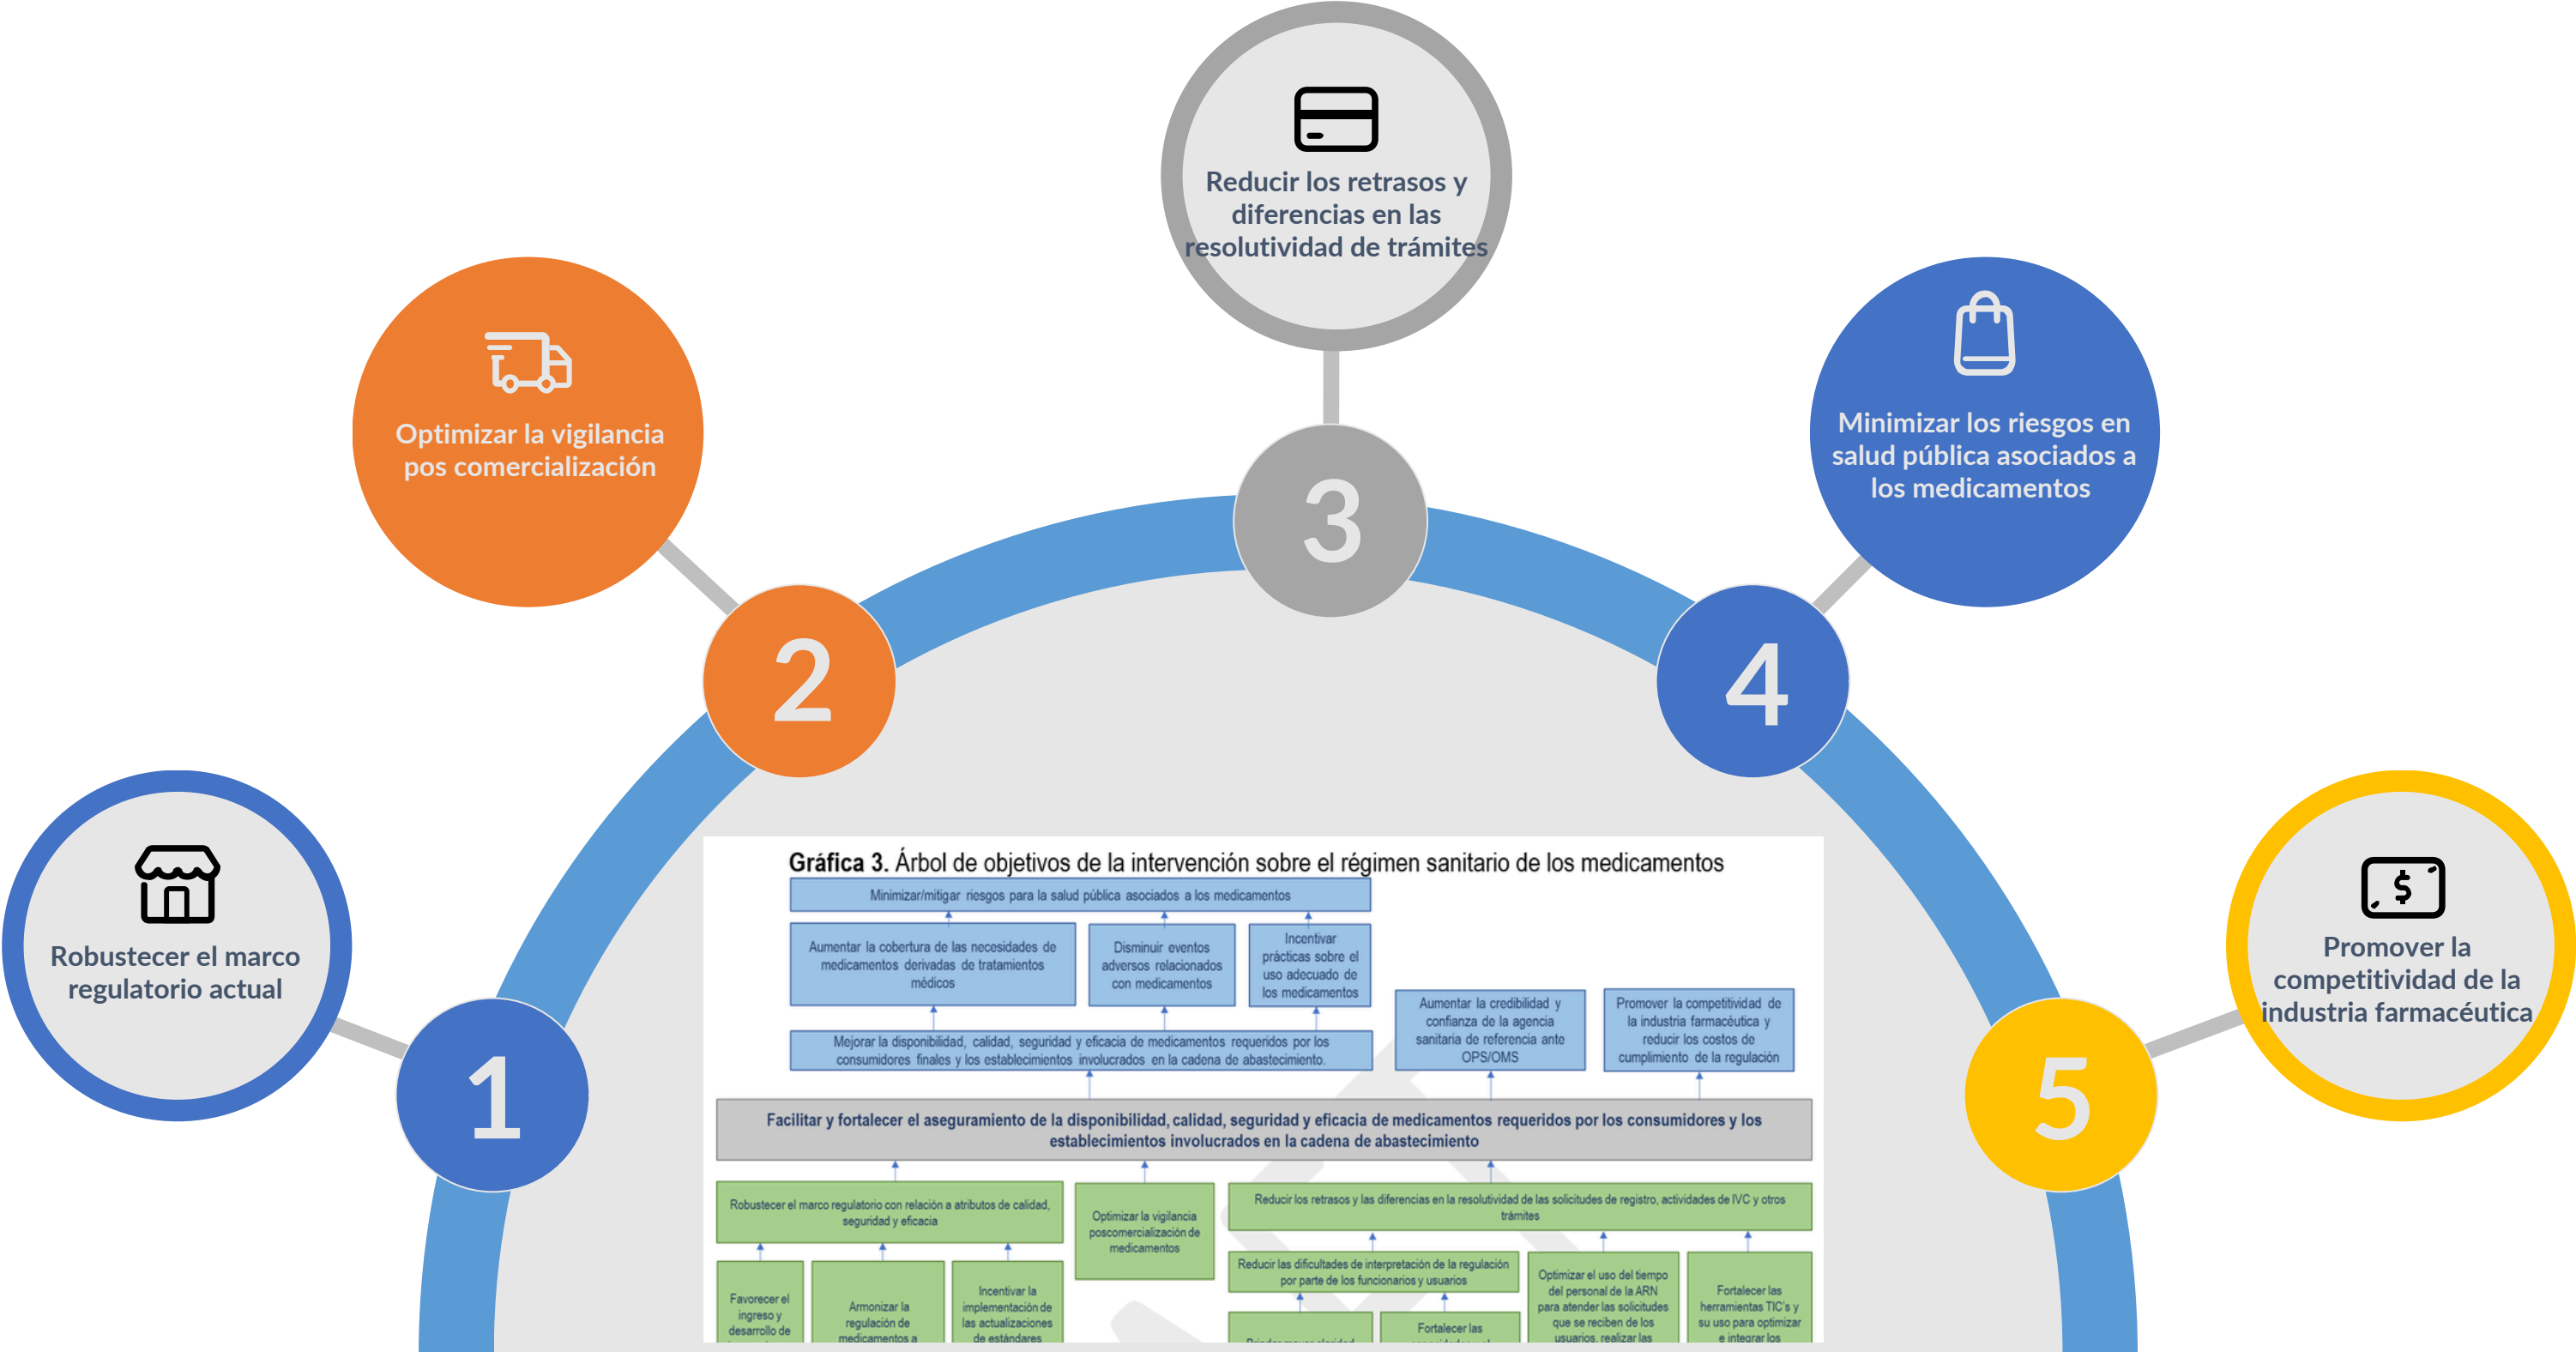 Reducir los retrasos y
diferencias en las
resolutividad de trámites
Optimizar la vigilancia
pos comercialización
Minimizar los riesgos en
salud pública asociados a
los medicamentos
3
2
4
Robustecer el marco
regulatorio actual
$
Promover la
competitividad de la
industria farmacéutica
1
5
Gráfica 3. Árbol de objetivos de la intervención sobre el régimen sanitario de los medicamentos
Minimizar/mitigar riesgos para la salud pública asociados a los medicamentos
Aumentar la cobertura de las necesidades de
medicamentos derivadas de tratamientos
médicos
Disminuir eventos
adversos relacionados
con medicamentos
Incentivar
prácticas sobre el
uso adecuado de
los medicamentos
Mejorar la disponibilidad, calidad, seguridad y eficacia de medicamentos requeridos por los
consumidores finales y los establecimientos involucrados en la cadena de abastecimiento.
Aumentar la credibilidad y
confianza de la agencia
sanitaria de referencia ante
OPS/OMS
Promover la competitividad de
la industria farmacéutica y
reducir los costos de
cumplimiento de la regulación
Facilitar y fortalecer el aseguramiento de la disponibilidad, calidad, seguridad y eficacia de medicamentos requeridos por los consumidores y los
establecimientos involucrados en la cadena de abastecimiento
Robustecer el marco regulatorio con relación a atributos de calidad,
seguridad y eficacia
Optimizar la vigilancia
poscomercialización de
medicamentos
Reducir los retrasos y las diferencias en la resolutividad de las solicitudes de registro, actividades de IVC y otros
trámites
Favorecer el
ingreso y
desarrollo de
Armonizar la
regulación de
medicamentos a
Incentivar la
implementación de
las actualizaciones
de estándares
Reducir las dificultades de interpretación de la regulación
por parte de los funcionarios y usuarios
Fortalecer las
Optimizar el uso del tiempo
del personal de la ARN
para atender las solicitudes
que se reciben de los
usuarios, realizar las
Fortalecer las
herramientas TIC's y
su uso para optimizar
e integrar los